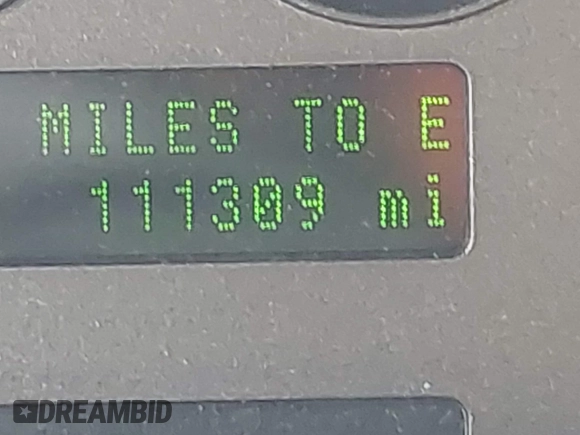 MILES TO E
111309 mi
DREAMBID